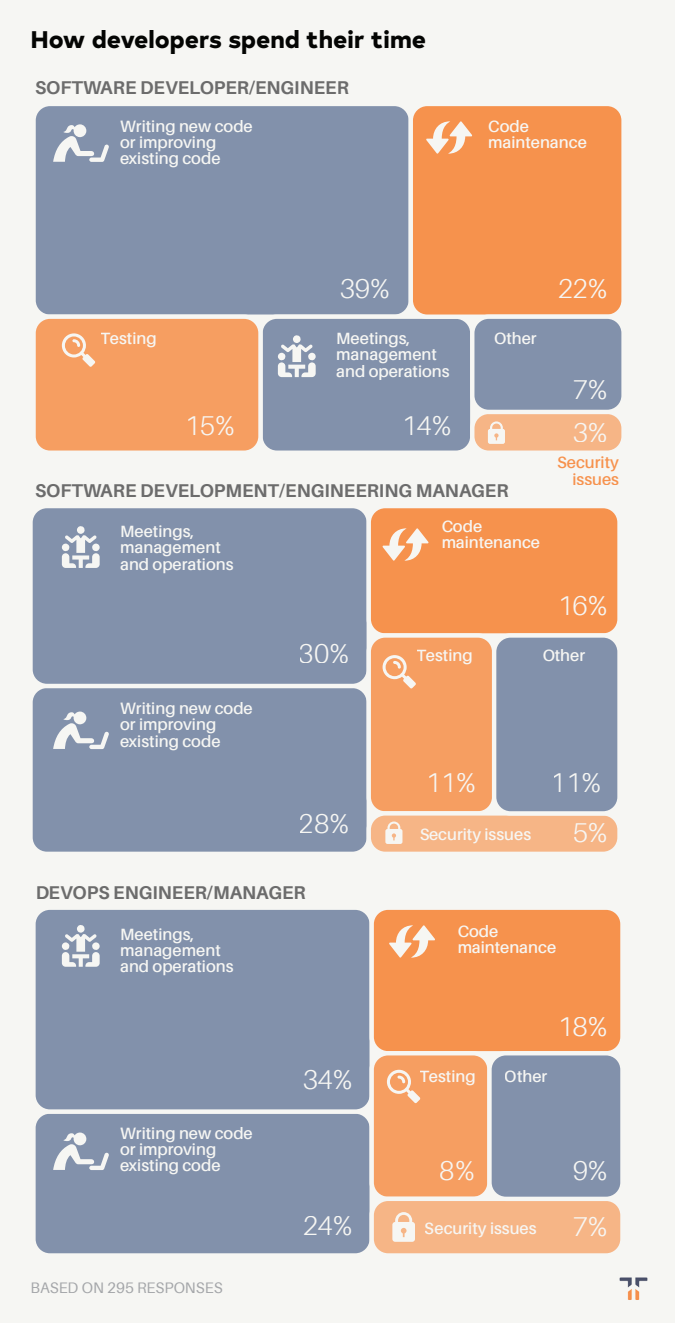 How developers spend their time
SOFTWARE DEVELOPER/ENGINEER
Writing new code
or improving
existing code
39%
Code
maintenance
22%
Testing
15%
Meetings,
management
and operations
14%
Other
7%
3%
Security
issues
SOFTWARE DEVELOPMENT/ENGINEERING MANAGER
Meetings,
management
and operations
30%
Writing new code
or improving
existing code
28%
Code
maintenance
16%
Testing
11%
Other
11%
Security issues
5%
DEVOPS ENGINEER/MANAGER
Meetings,
management
and operations
34%
Writing new code
or improving
existing code
24%
Code
maintenance
18%
Testing
8%
Other
9%
Security issues
7%
BASED ON 295 RESPONSES